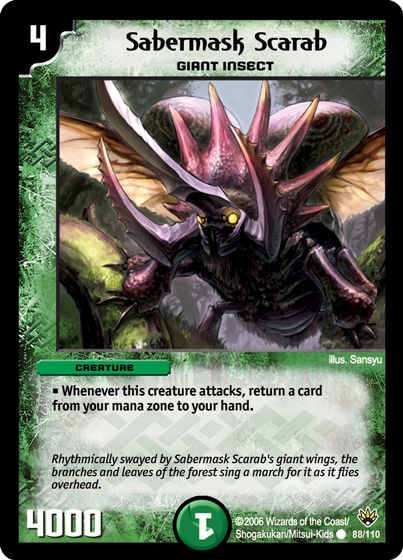 4
Sabermask Scarab
GIANT INSECT
illus. Sansyu
CREATURE
▪ Whenever this creature attacks, return a card
from your mana zone to your hand.
Rhythmically swayed by Sabermask Scarab's giant wings, the
branches and leaves of the forest sing a march for it as it flies
overhead.
4000
1
©2006 Wizards of the Coast/
Shogakukan/Mitsui-Kids ● 88/110